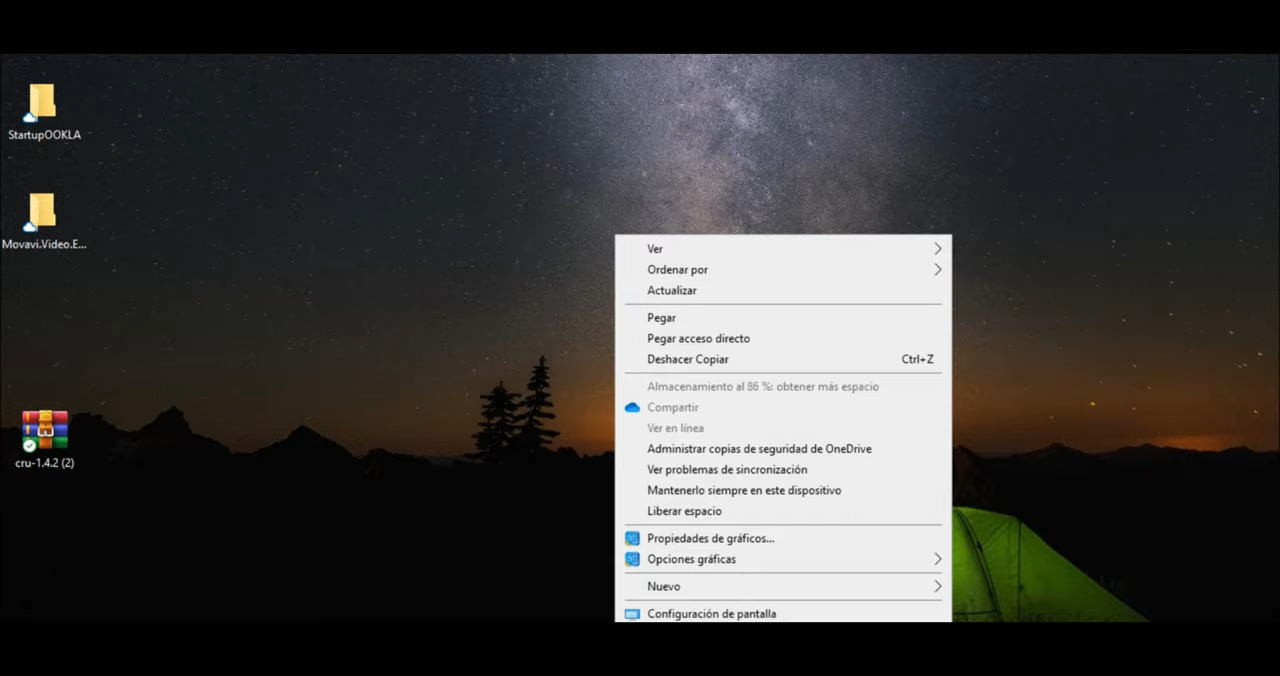 StartupOOKLA
Movavi.Video.E...
cru-1.4.2 (2)
Ver
Ordenar por
Actualizar
Pegar
Pegar acceso directo
Deshacer Copiar Ctrl+Z
Almacenamiento al 86 %: obtener más espacio
Compartir
Ver en línea
Administrar copias de seguridad de OneDrive
Ver problemas de sincronización
Mantenerlo siempre en este dispositivo
Liberar espacio
Propiedades de gráficos...
Opciones gráficas
Nuevo
Configuración de pantalla